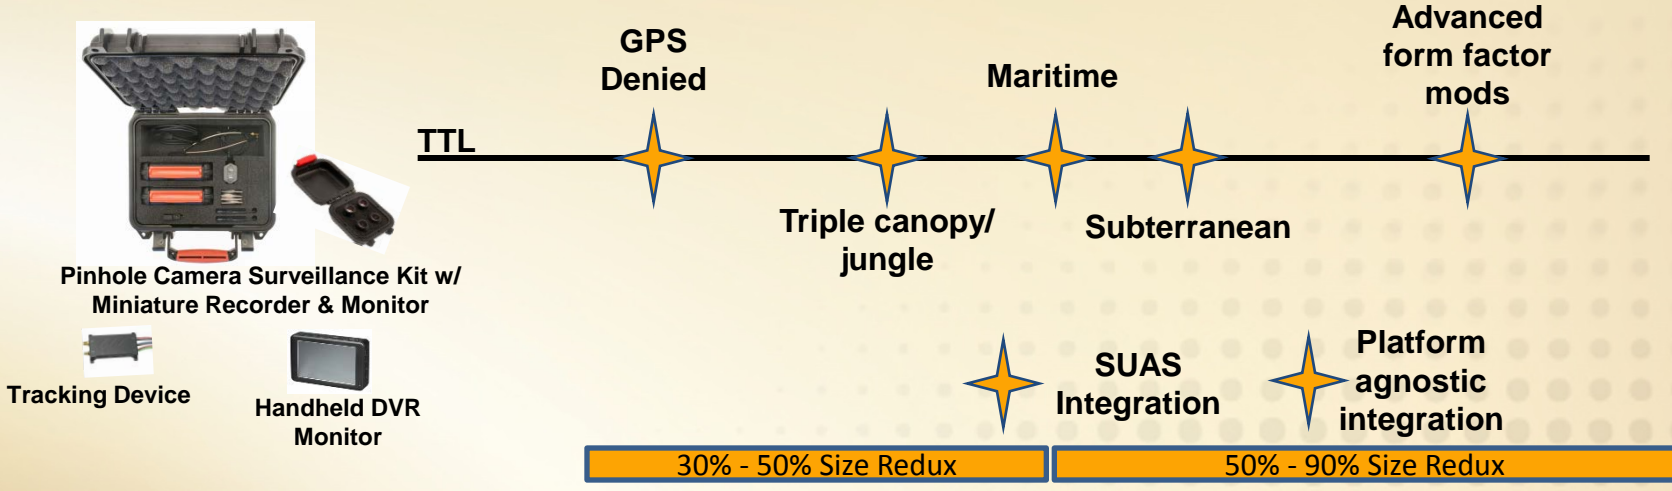 Advanced
form factor
mods
GPS
Denied
Maritime
TTL
Triple canopy/
jungle
Subterranean
Pinhole Camera Surveillance Kit w/
Miniature Recorder & Monitor
Tracking Device
Handheld DVR
Monitor
SUAS
Integration
Platform
agnostic
integration
30% - 50% Size Redux
50% - 90% Size Redux